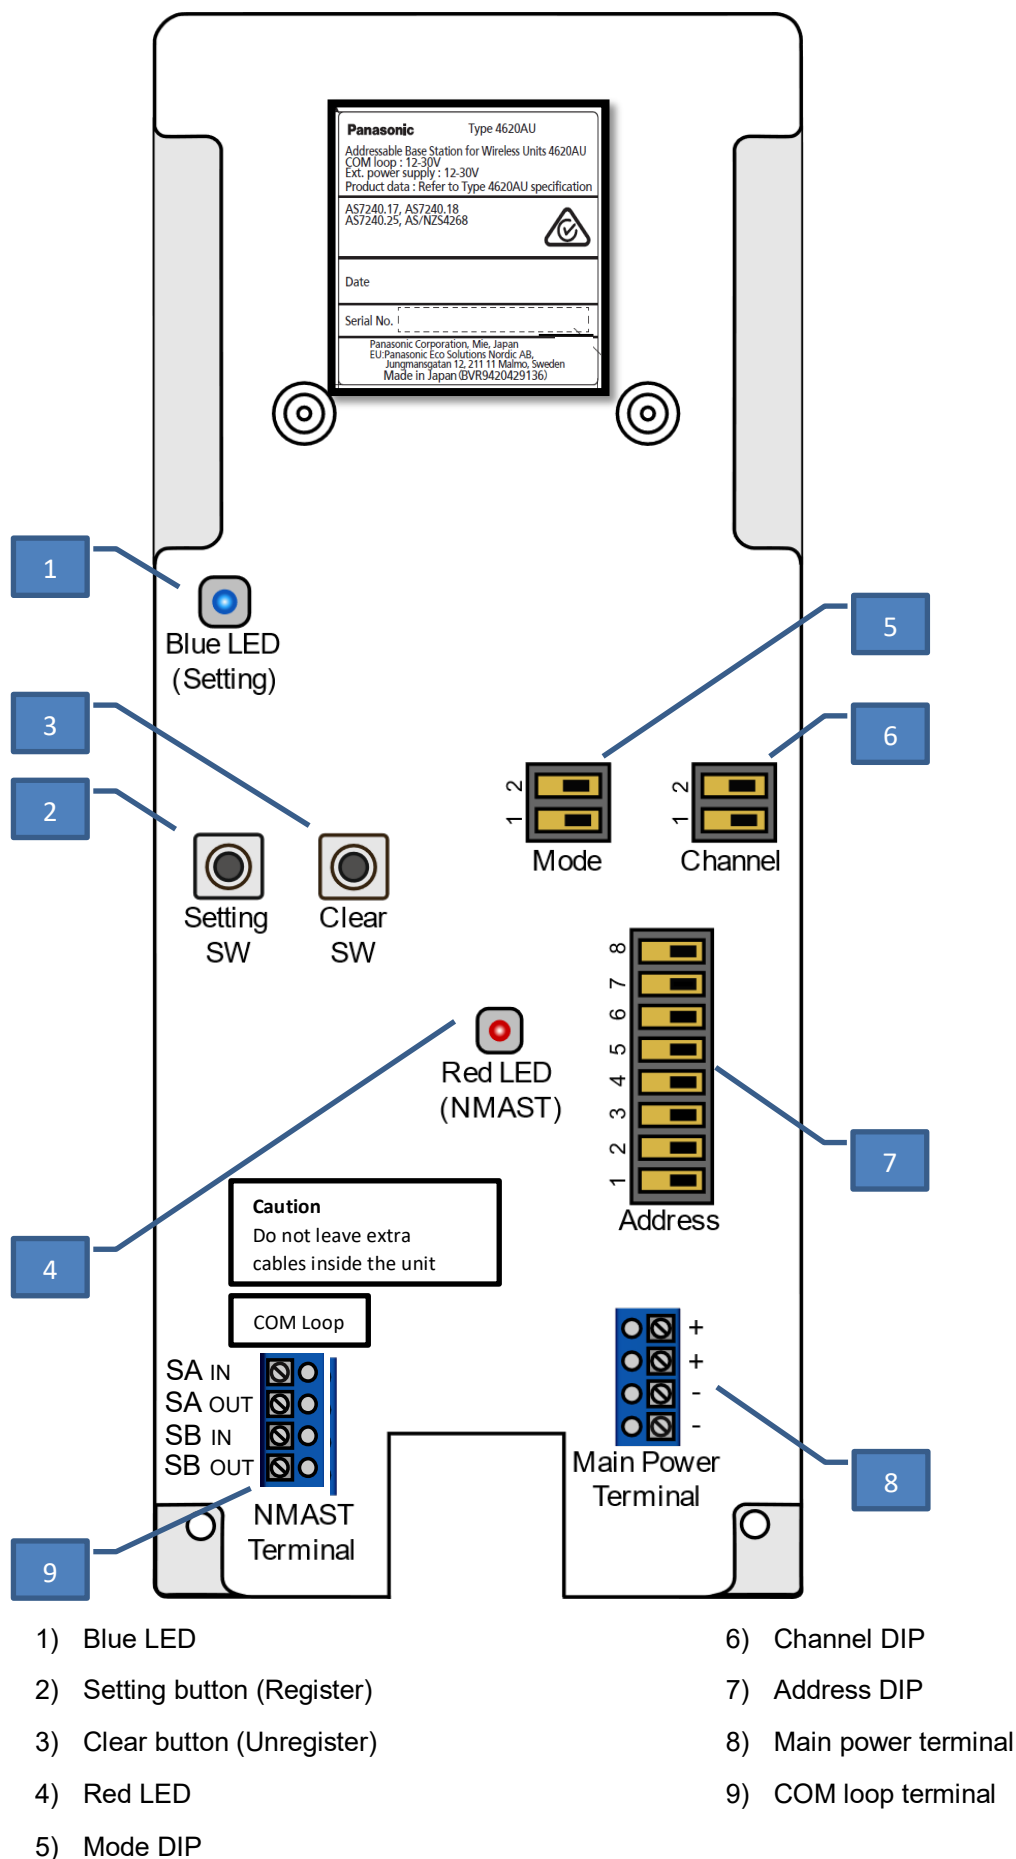 Panasonic Type 4620AU
Addressable Base Station for Wireless Units 4620AU
COM loop : 12-30V
Ext. power supply : 12-30V
Product data : Refer to Type 4620AU specification
AS7240.17, AS7240.18
AS7240.25, AS/NZS4268
Date
Serial No.
Panasonic Corporation, Mie, Japan
EU:Panasonic Eco Solutions Nordic AB,
Jungmansgatan 12, 211 11 Malmo, Sweden
Made in Japan (BVR9420429136)
1
Blue LED
(Setting)
5
3
6
2
2
1
Mode
2
1
Channel
Setting
SW
Clear
SW
8
7
6
5
4
3
2
1
Address
Red LED
(NMAST)
7
Caution
Do not leave extra
cables inside the unit
4
COM Loop
SA IN
SA OUT
SB IN
SB OUT
+
+
-
-
Main Power
Terminal
8
NMAST
Terminal
9
1) Blue LED
2) Setting button (Register)
3) Clear button (Unregister)
4) Red LED
5) Mode DIP
6) Channel DIP
7) Address DIP
8) Main power terminal
9) COM loop terminal